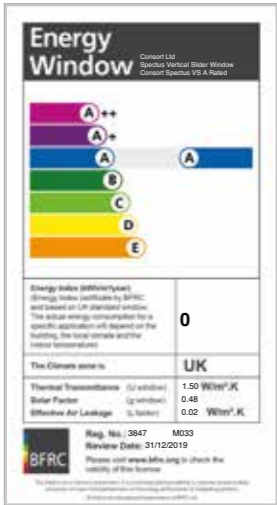 Energy
Window
Consort Ltd
Spectus Vertical Slider Window
Consort Spectus VS A Rated
A++
A+
A A
B
C
D
E
Energy Index (kWh/m²/year)
(Energy Index certificate by BFRC
and based on UK standard window.
The actual energy consumption for a
specific application will depend on the
building, the local climate and the
indoor temperature)
0
The Climate zone is UK
Thermal Transmittance (U window) 1.50 W/m².K
Solar Factor (g window) 0.48
Effective Air Leakage (L factor) 0.02 W/m².K
BFRC
Reg. No.: 3847 M033
Review Date: 31/12/2019
Please visit www.bfrc.org to check the
validity of this licence